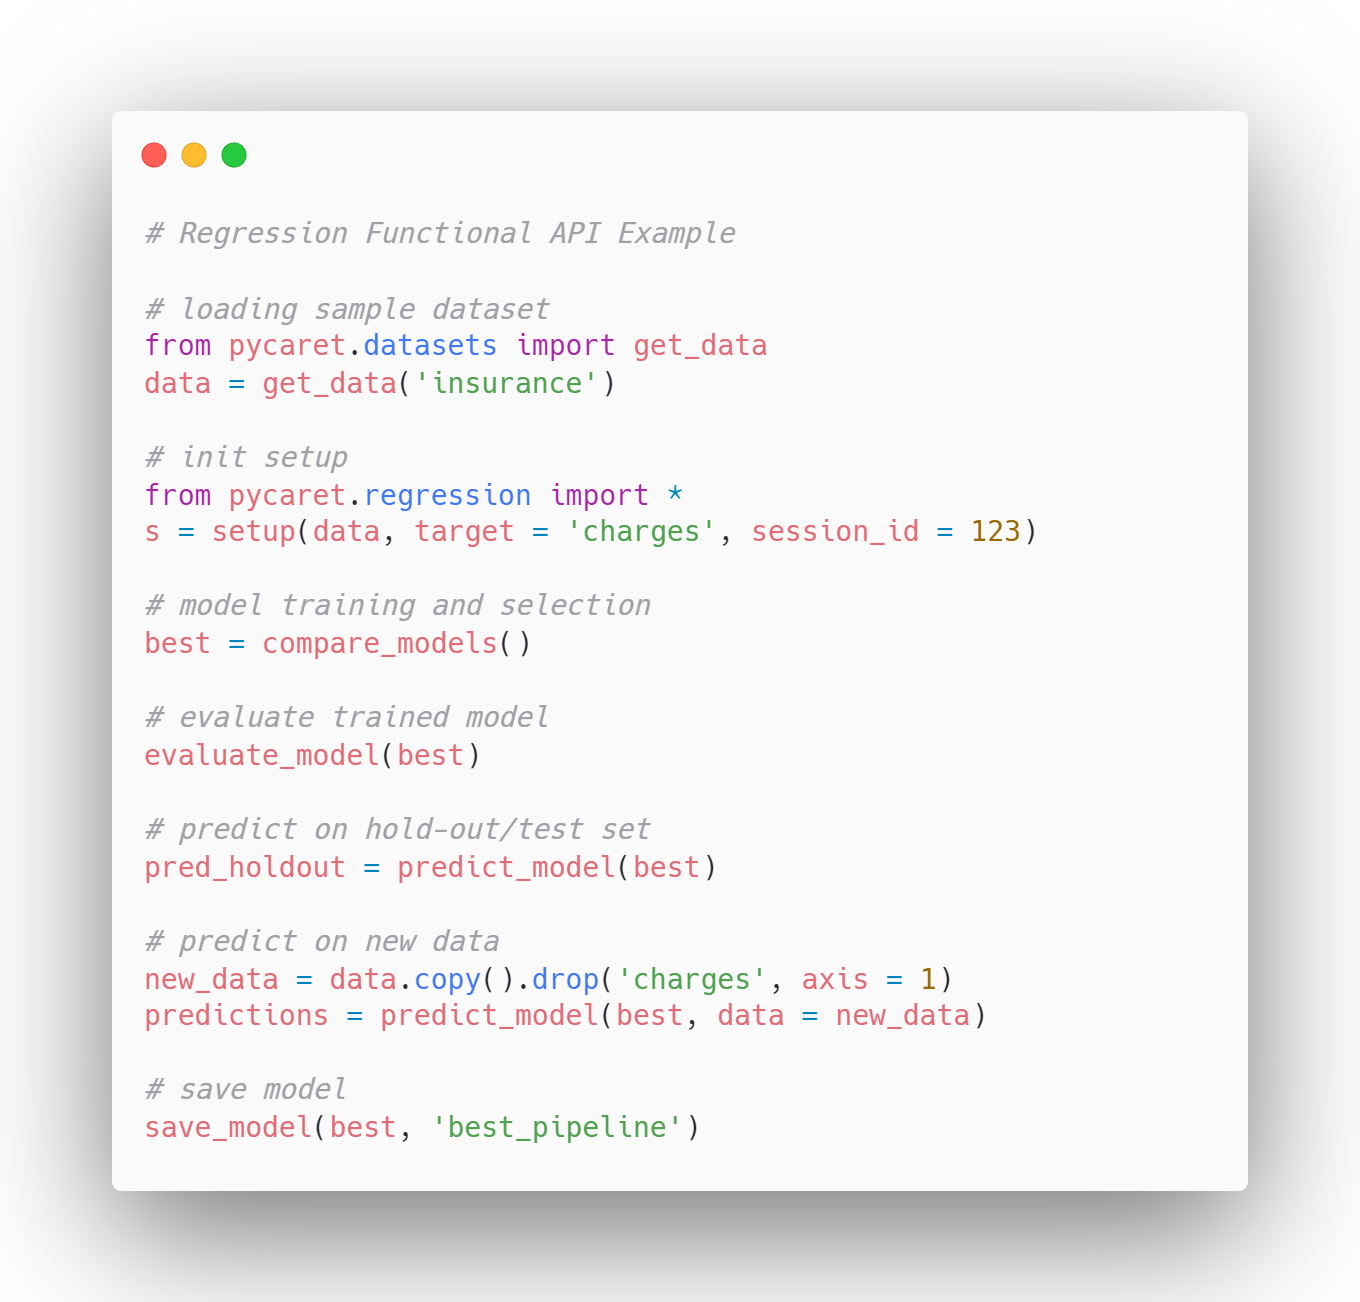 # Regression Functional API Example
# loading sample dataset
from pycaret.datasets import get_data
data = get_data('insurance')
# init setup
from pycaret.regression import *
s = setup(data, target = 'charges', session_id = 123)
# model training and selection
best = compare_models()
# evaluate trained model
evaluate_model(best)
# predict on hold-out/test set
pred_holdout = predict_model(best)
# predict on new data
new_data = data.copy().drop('charges', axis = 1)
predictions = predict_model(best, data = new_data)
# save model
save_model(best, 'best_pipeline')